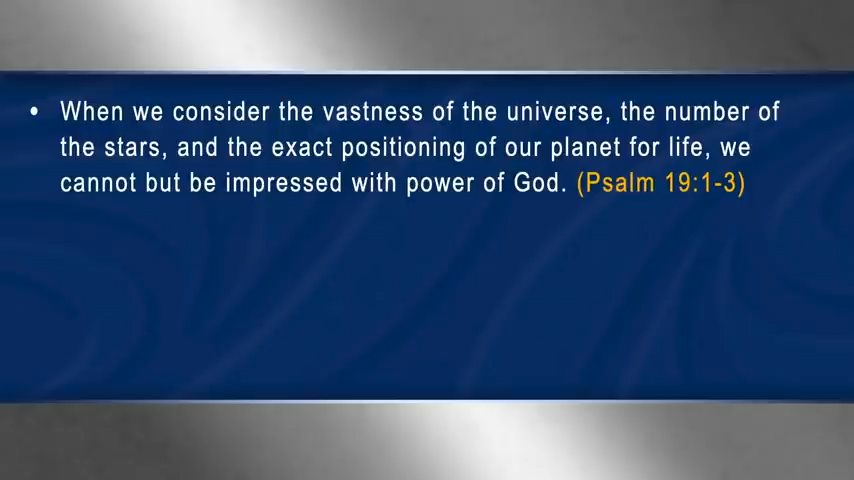 • When we consider the vastness of the universe, the number of
the stars, and the exact positioning of our planet for life, we
cannot but be impressed with power of God. (Psalm 19:1-3)